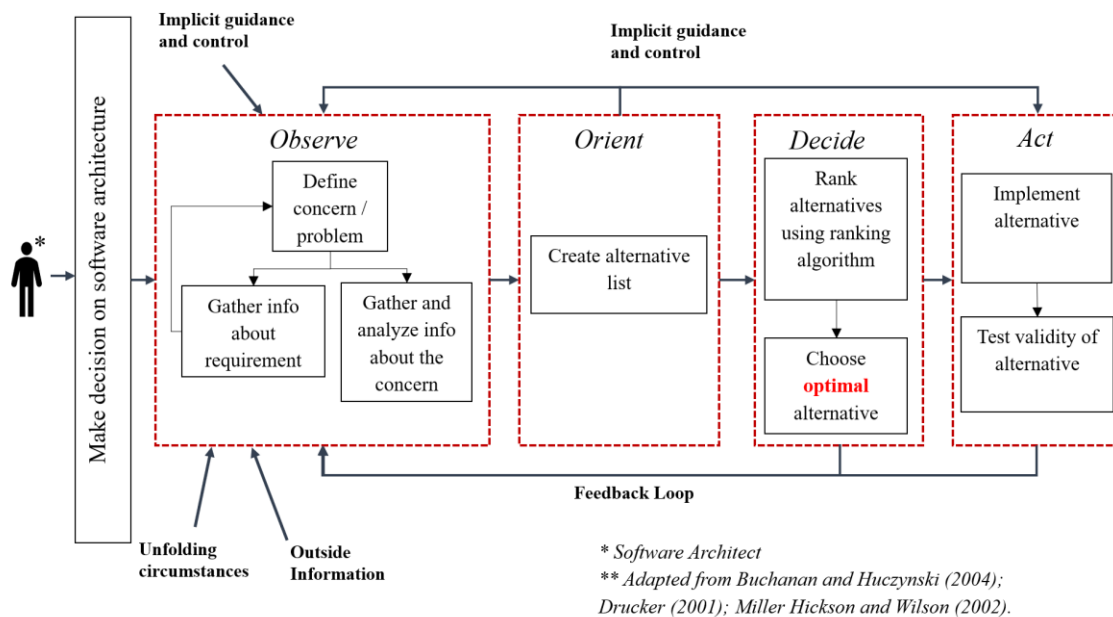 Implicit guidance
and control
Implicit guidance
and control
Make decision on software architecture
*
Observe
Define
concern /
problem
Gather info
about
requirement
Gather and
analyze info
about the
concern
Orient
Create alternative
list
Decide
Rank
alternatives
using ranking
algorithm
Choose
optimal
alternative
Act
Implement
alternative
Test validity of
alternative
Feedback Loop
Unfolding
circumstances
Outside
Information
* Software Architect
** Adapted from Buchanan and Huczynski (2004);
Drucker (2001); Miller Hickson and Wilson (2002).